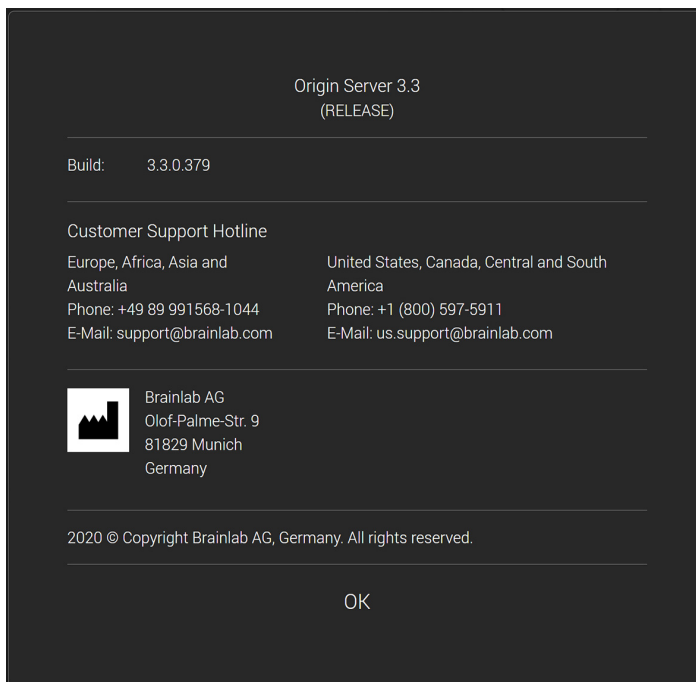 Origin Server 3.3
(RELEASE)
Build: 3.3.0.379
Customer Support Hotline
Europe, Africa, Asia and
Australia
Phone: +49 89 991568-1044
E-Mail: support@brainlab.com
United States, Canada, Central and South
America
Phone: +1 (800) 597-5911
E-Mail: us.support@brainlab.com
Brainlab AG
Olof-Palme-Str. 9
81829 Munich
Germany
2020 © Copyright Brainlab AG, Germany. All rights reserved.
OK